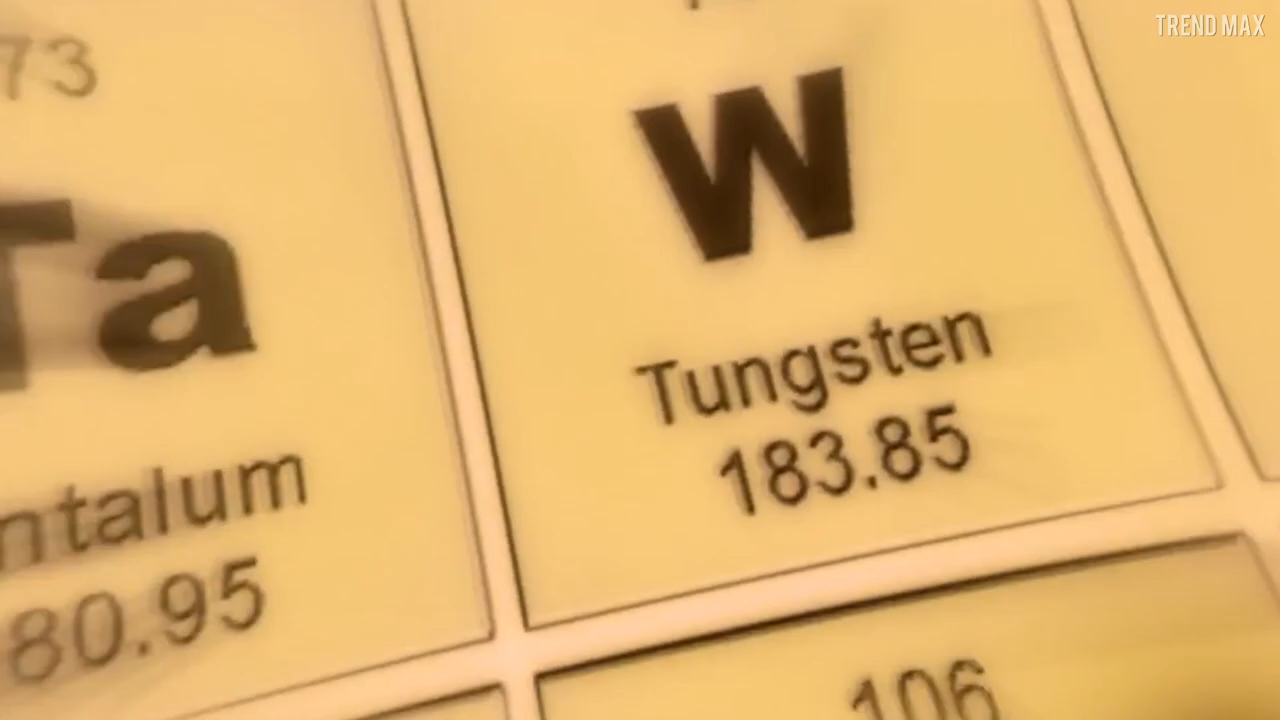 TREND MAX
73
Ta
ntalum
80.95
W
Tungsten
183.85
106